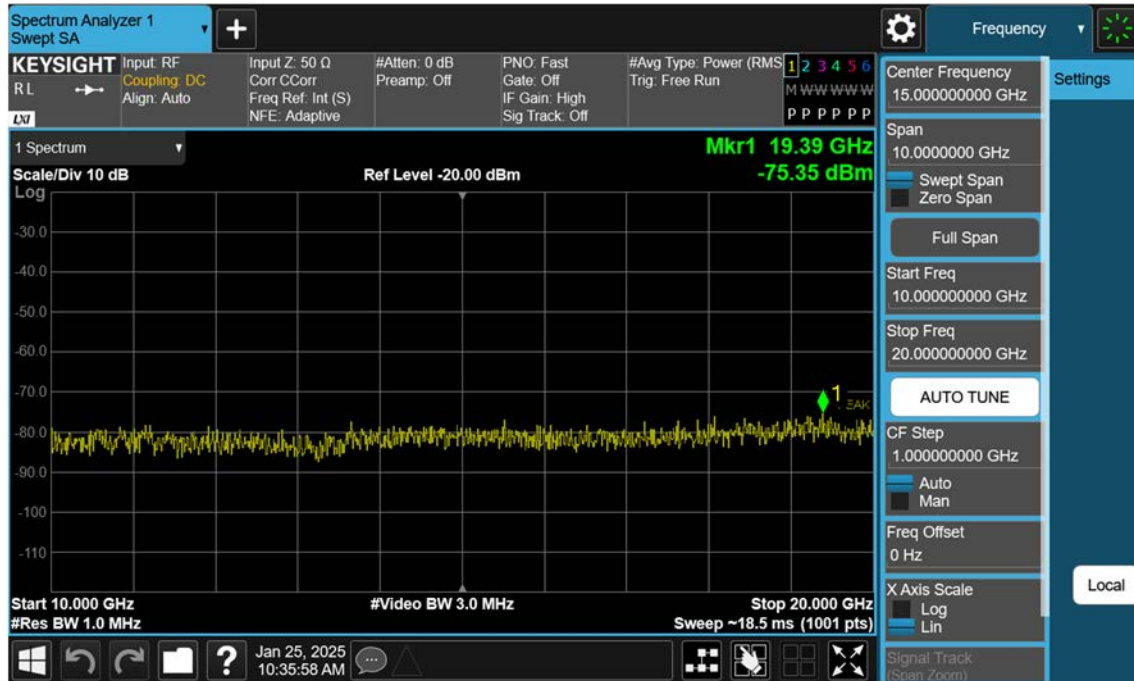 Spectrum Analyzer 1
Swept SA
+
Frequency
KEYSIGHT
RL
LXI
Input: RF
Coupling: DC
Align: Auto
Input Z: 50 Ω
Corr CCorr
Freq Ref: Int (S)
NFE: Adaptive
#Atten: 0 dB
Preamp: Off
PNO: Fast
Gate: Off
IF Gain: High
Sig Track: Off
#Avg Type: Power (RMS
Trig: Free Run
1 2 3 4 5 6
M W W W W W
P P P P P P
1 Spectrum
Scale/Div 10 dB
Log
Ref Level -20.00 dBm
Mkr1 19.39 GHz
-75.35 dBm
-30.0
-40.0
-50.0
-60.0
-70.0
-80.0
-90.0
-100
-110
1
EAK
Start 10.000 GHz
#Res BW 1.0 MHz
#Video BW 3.0 MHz
Stop 20.000 GHz
Sweep ~18.5 ms (1001 pts)
?
Jan 25, 2025
10:35:58 AM
Center Frequency
15.000000000 GHz
Span
10.0000000 GHz
Swept Span
Zero Span
Full Span
Start Freq
10.000000000 GHz
Stop Freq
20.000000000 GHz
AUTO TUNE
CF Step
1.000000000 GHz
Auto
Man
Freq Offset
0 Hz
X Axis Scale
Log
Lin
Signal Track
(Span Zoom)
Settings
Local